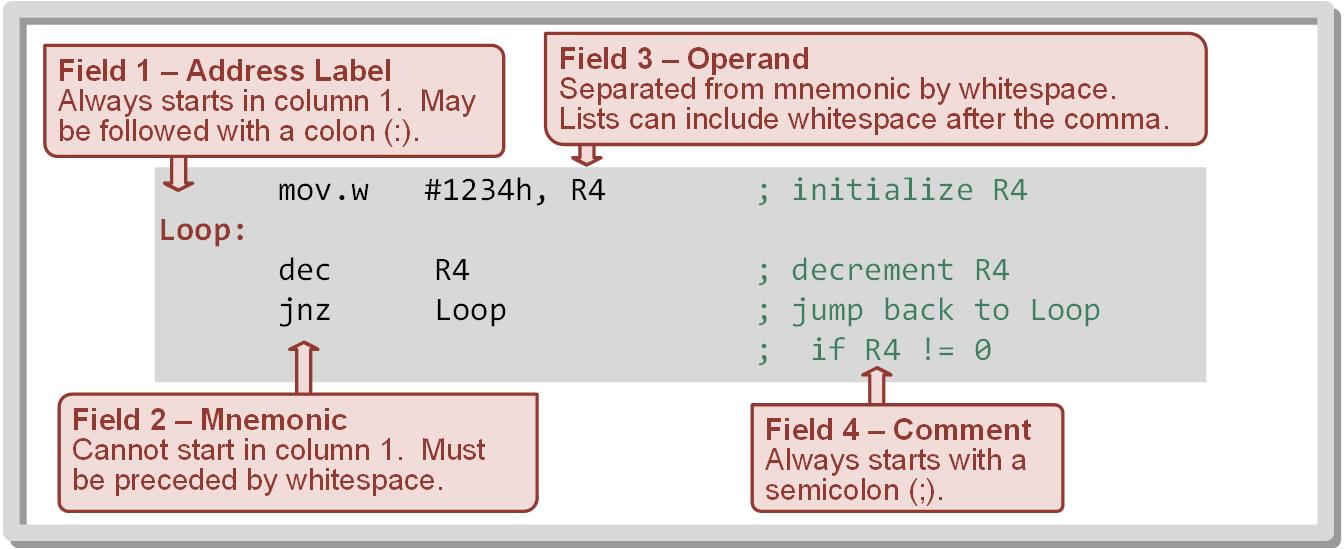 Field 1 – Address Label
Always starts in column 1.  May
be followed with a colon (:).
Field 3 – Operand
Separated from mnemonic by whitespace.
Lists can include whitespace after the comma.
mov.w   #1234h, R4   ; initialize R4
Loop:
dec   R4   ; decrement R4
jnz   Loop   ; jump back to Loop
;  if R4 != 0
Field 2 – Mnemonic
Cannot start in column 1.  Must
be preceded by whitespace.
Field 4 – Comment
Always starts with a
semicolon (;).